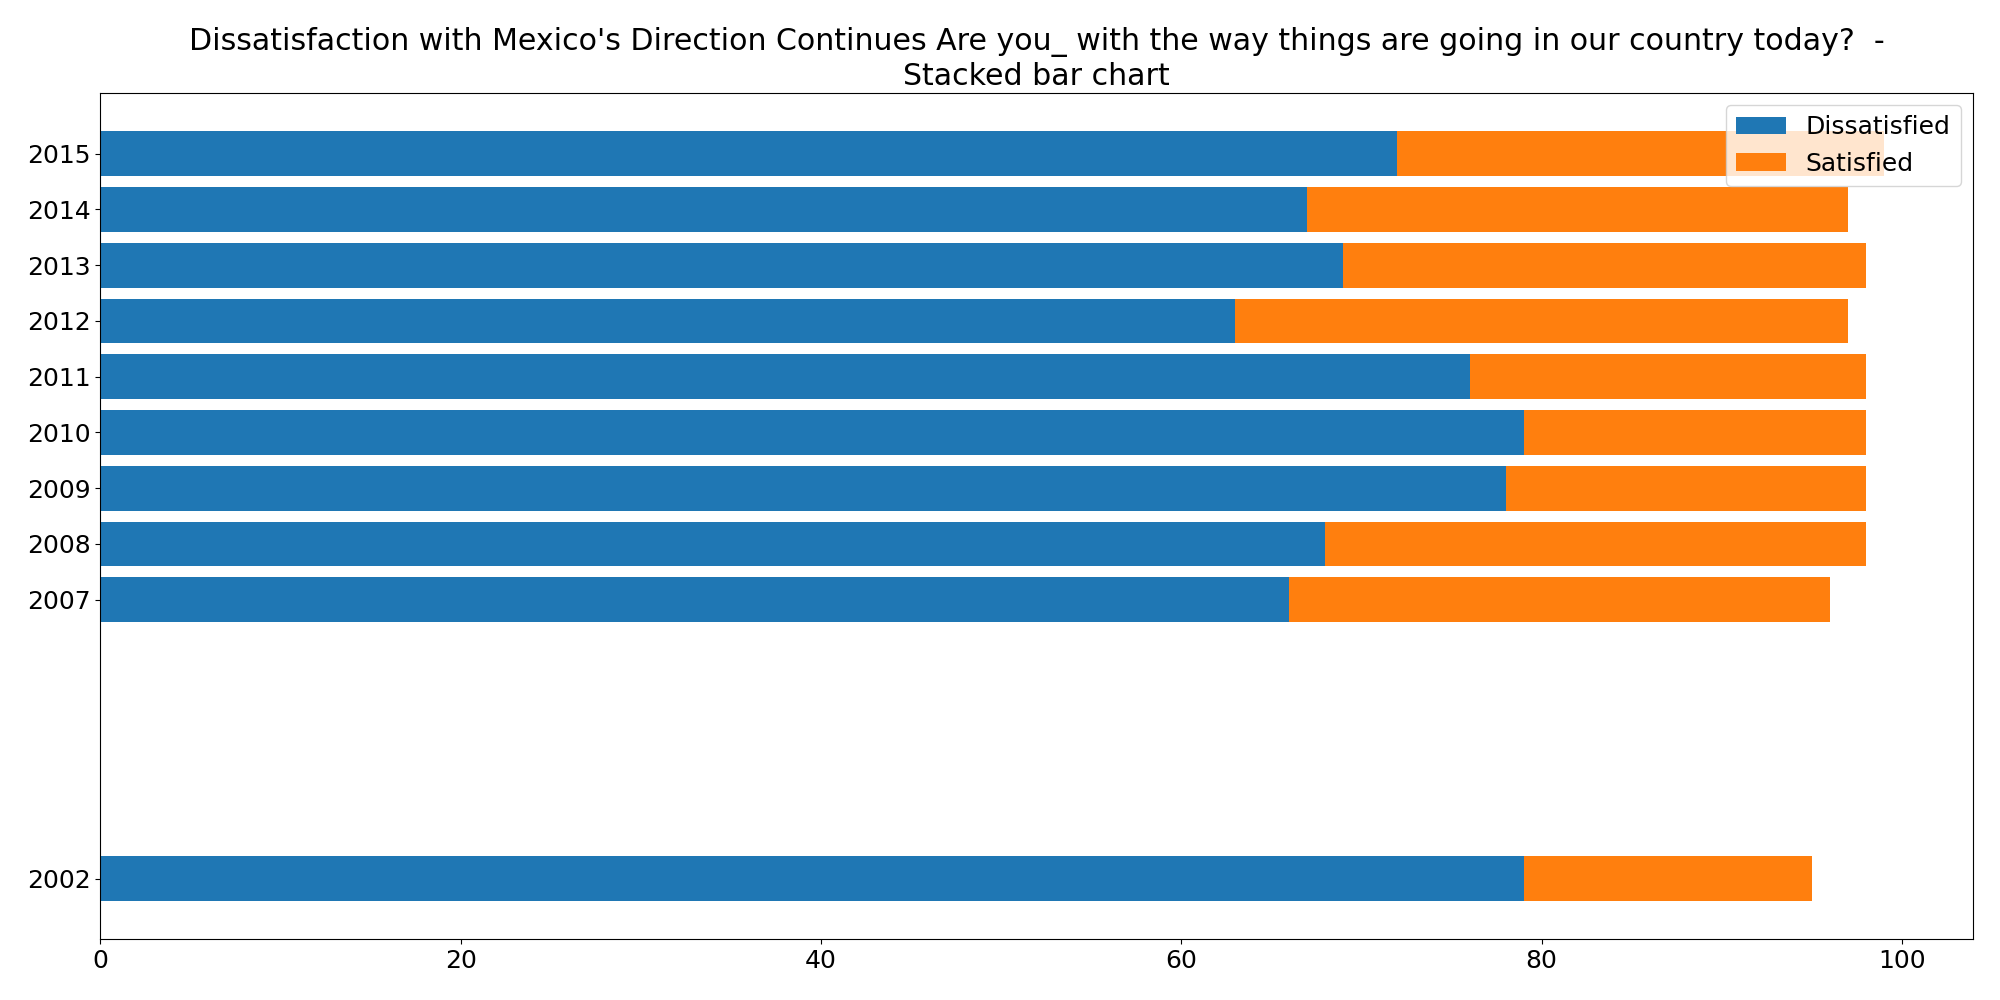 Dissatisfaction with Mexico's Direction Continues Are you_ with the way things are going in our country today?  -
Stacked bar chart
Dissatisfied
Satisfied
2015
2014
2013
2012
2011
2010
2009
2008
2007
2002
0 20 40 60 80 100